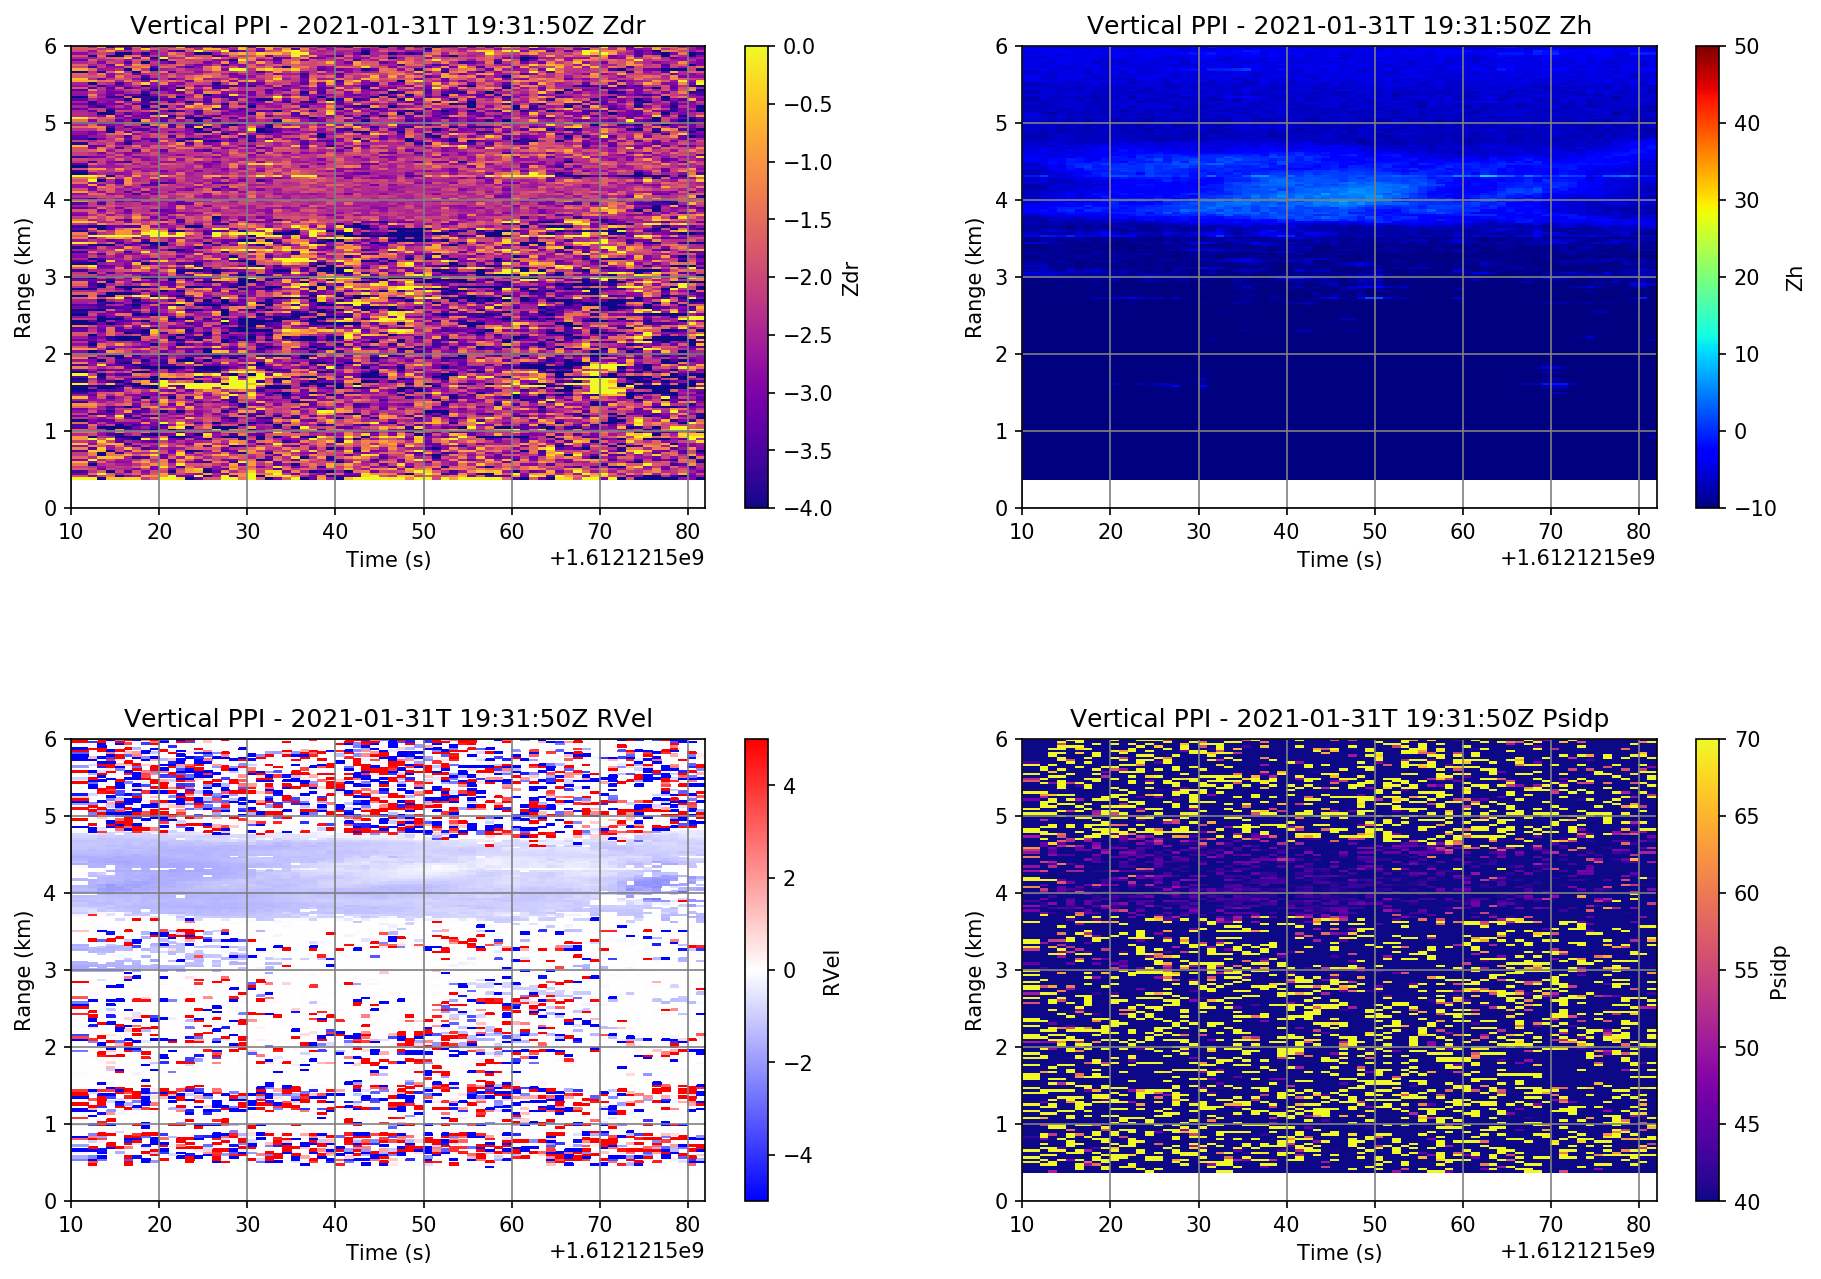 Vertical PPI - 2021-01-31T 19:31:50Z Zdr
6
5
4
3
2
1
0
Range (km)
10 20 30 40 50 60 70 80
Time (s)
+1.6121215e9
0.0
−0.5
−1.0
−1.5
−2.0
−2.5
−3.0
−3.5
−4.0
Zdr
Vertical PPI - 2021-01-31T 19:31:50Z Zh
6
5
4
3
2
1
0
Range (km)
10 20 30 40 50 60 70 80
Time (s)
+1.6121215e9
50
40
30
20
10
0
−10
Zh
Vertical PPI - 2021-01-31T 19:31:50Z RVel
6
5
4
3
2
1
0
Range (km)
10 20 30 40 50 60 70 80
Time (s)
+1.6121215e9
4
2
0
−2
−4
RVel
Vertical PPI - 2021-01-31T 19:31:50Z Psidp
6
5
4
3
2
1
0
Range (km)
10 20 30 40 50 60 70 80
Time (s)
+1.6121215e9
70
65
60
55
50
45
40
Psidp